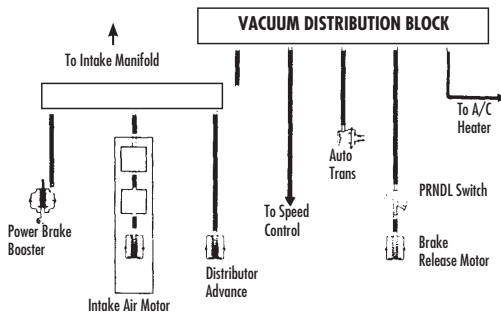 VACUUM DISTRIBUTION BLOCK
To Intake Manifold
To A/C
Heater
Auto
Trans
PRNDL Switch
To Speed
Control
Power Brake
Booster
Brake
Release Motor
Distributor
Advance
Intake Air Motor